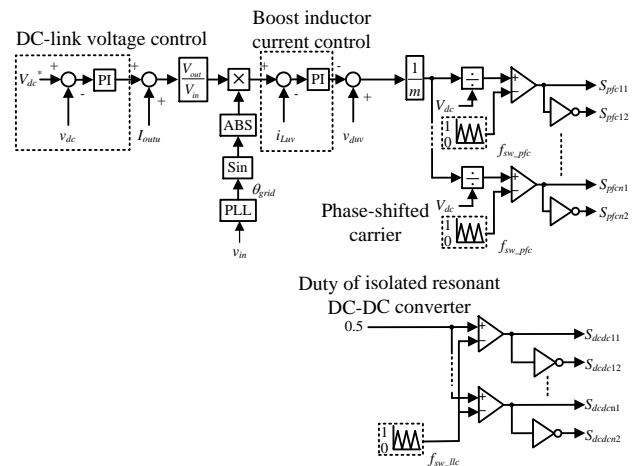 Boost inductor
current control
DC-link voltage control
V_dc* + - PI + + V_out/V_in × + - PI - + 1/m ÷ + − S_pfc11
V_dc
S_pfc12
v_dc I_outu ABS i_Luv v_duv 1 0 f_sw_pfc
Sin
÷ + − S_pfcn1
θ_grid
V_dc
S_pfcn2
PLL
Phase-shifted
carrier
1 0 f_sw_pfc
v_in
Duty of isolated resonant
DC-DC converter
0.5 + − S_dcdc11
S_dcdc12
+ − S_dcdcn1
1 0 S_dcdcn2
f_sw_llc